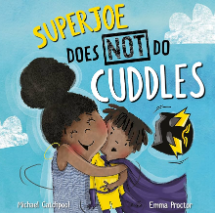 SUPERJOE
DOES NOT DO
CUDDLES
Michael Catchpool
Emma Proctor